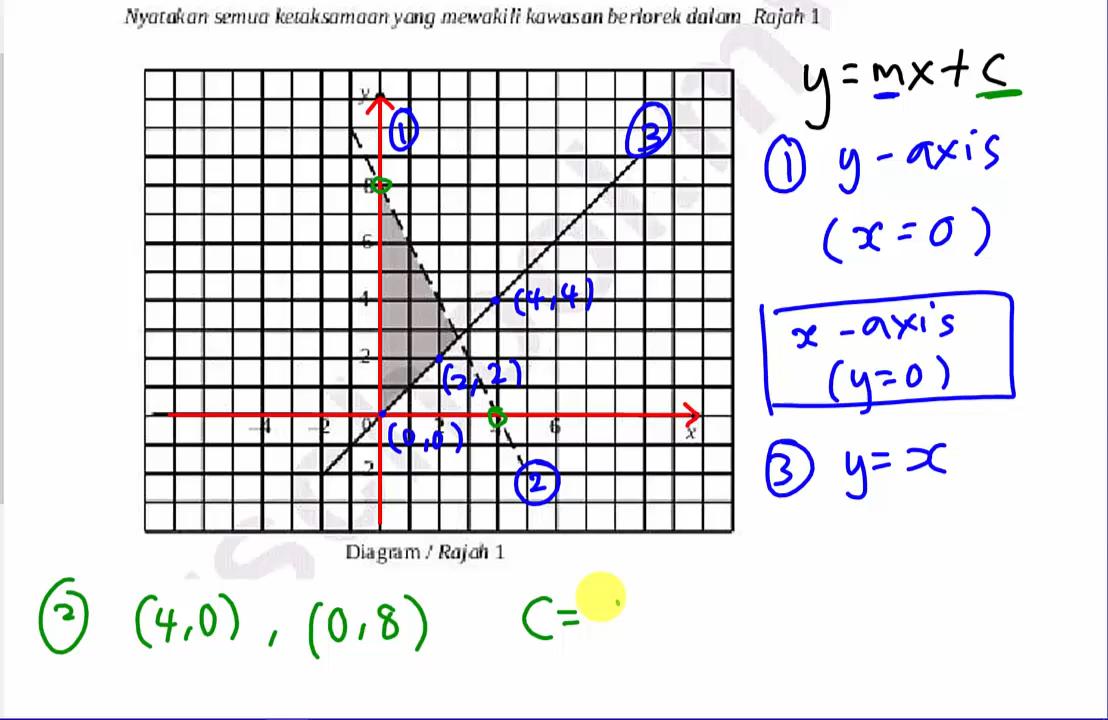 Nyatakan semua ketaksamaan yang mewakili kawasan berlorek dalam Rajah 1
y = mx + c
① y - axis
(x = 0)
x - axis
(y = 0)
③ y = x
y
①
③
8
6
4
(4,4)
2
(2,2)
-4 -2 0 2 4 6 x
(0,0)
-2
②
Diagram / Rajah 1
② (4,0) , (0,8) C =